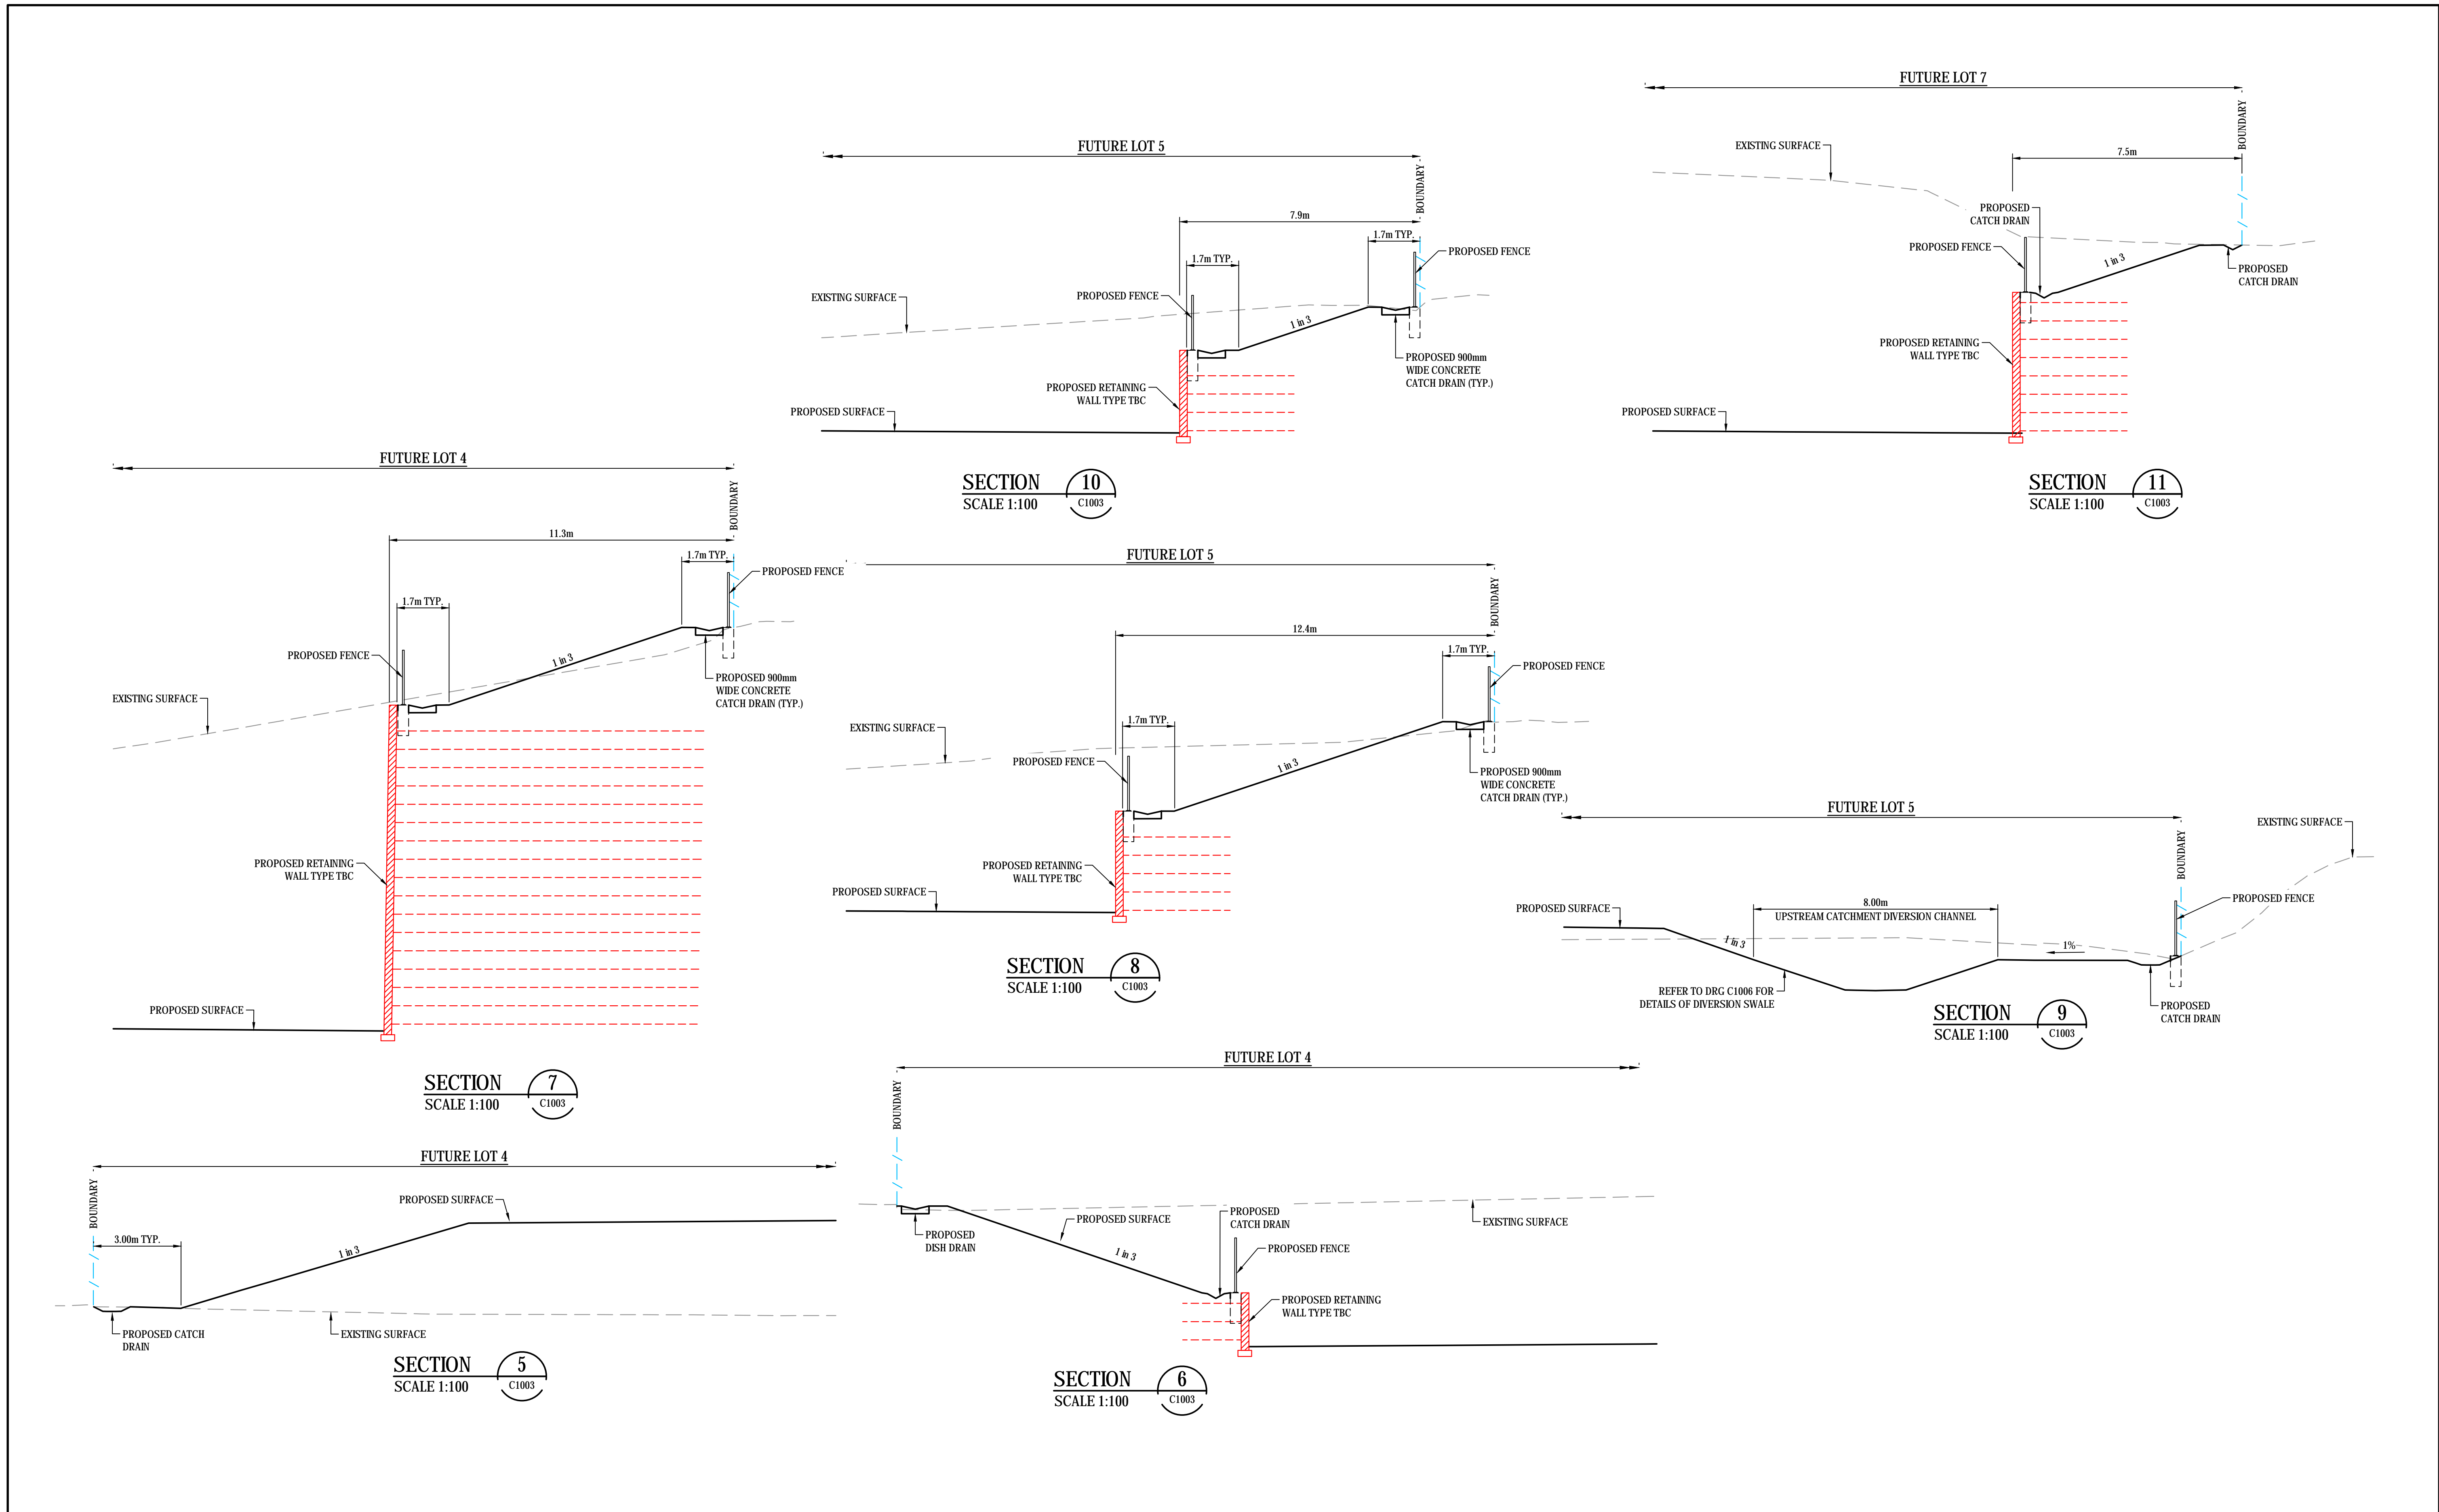 FUTURE LOT 7
BOUNDARY
EXISTING SURFACE
7.5m
PROPOSED
CATCH DRAIN
PROPOSED FENCE
1 in 3
PROPOSED
CATCH DRAIN
PROPOSED RETAINING
WALL TYPE TBC
PROPOSED SURFACE
SECTION
11
SCALE 1:100
C1003
FUTURE LOT 5
BOUNDARY
7.9m
1.7m TYP.
1.7m TYP.
PROPOSED FENCE
PROPOSED FENCE
EXISTING SURFACE
1 in 3
PROPOSED 900mm
WIDE CONCRETE
CATCH DRAIN (TYP.)
PROPOSED RETAINING
WALL TYPE TBC
PROPOSED SURFACE
SECTION
10
SCALE 1:100
C1003
FUTURE LOT 4
BOUNDARY
11.3m
1.7m TYP.
PROPOSED FENCE
1.7m TYP.
PROPOSED FENCE
1 in 3
PROPOSED 900mm
WIDE CONCRETE
CATCH DRAIN (TYP.)
EXISTING SURFACE
PROPOSED RETAINING
WALL TYPE TBC
PROPOSED SURFACE
SECTION
7
SCALE 1:100
C1003
FUTURE LOT 5
BOUNDARY
12.4m
1.7m TYP.
PROPOSED FENCE
1.7m TYP.
EXISTING SURFACE
PROPOSED FENCE
1 in 3
PROPOSED 900mm
WIDE CONCRETE
CATCH DRAIN (TYP.)
PROPOSED RETAINING
WALL TYPE TBC
PROPOSED SURFACE
SECTION
8
SCALE 1:100
C1003
FUTURE LOT 5
BOUNDARY
EXISTING SURFACE
PROPOSED FENCE
8.00m
UPSTREAM CATCHMENT DIVERSION CHANNEL
PROPOSED SURFACE
1 in 3
1%
REFER TO DRG C1006 FOR
DETAILS OF DIVERSION SWALE
PROPOSED
CATCH DRAIN
SECTION
9
SCALE 1:100
C1003
FUTURE LOT 4
BOUNDARY
PROPOSED SURFACE
3.00m TYP.
1 in 3
PROPOSED CATCH
DRAIN
EXISTING SURFACE
SECTION
5
SCALE 1:100
C1003
FUTURE LOT 4
BOUNDARY
PROPOSED
DISH DRAIN
PROPOSED SURFACE
PROPOSED
CATCH DRAIN
EXISTING SURFACE
1 in 3
PROPOSED FENCE
PROPOSED RETAINING
WALL TYPE TBC
SECTION
6
SCALE 1:100
C1003